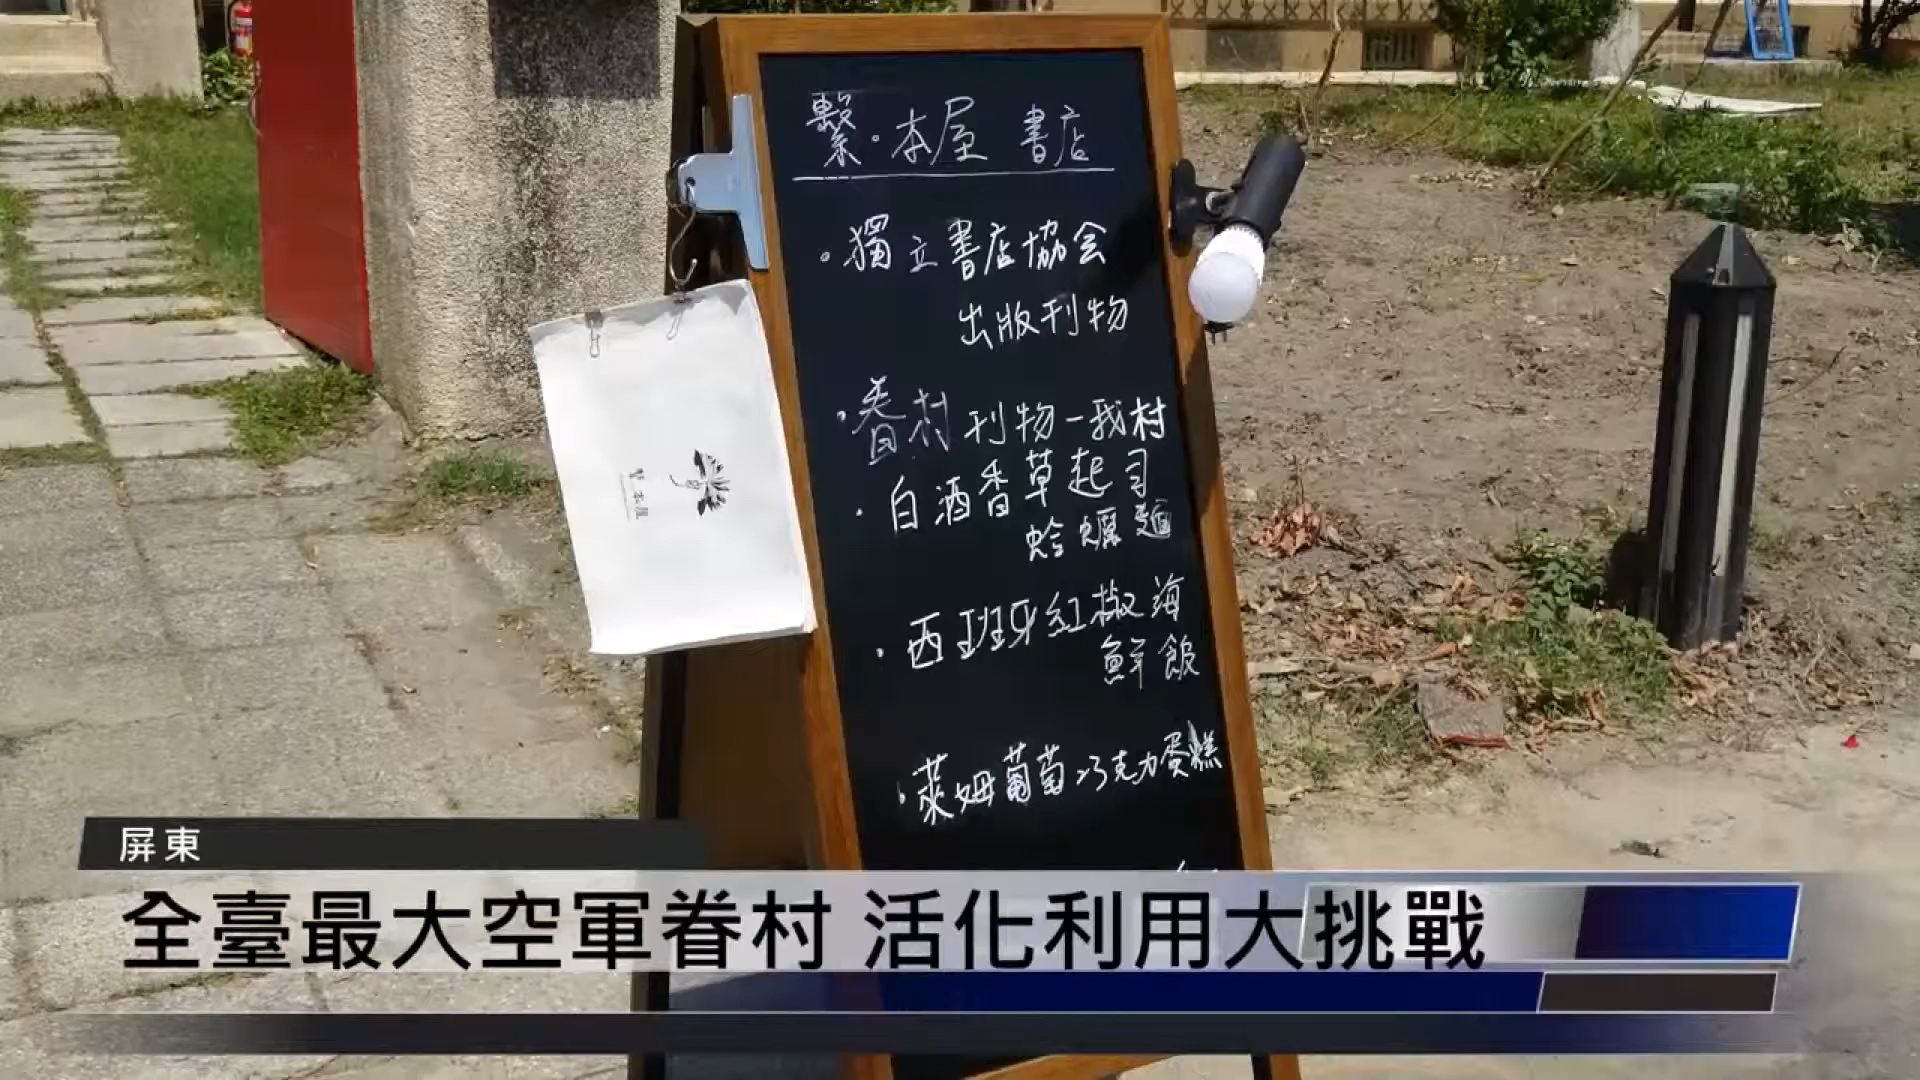 繫。本屋 書店
。獨立書店協会
出版刊物
・眷村刊物-我村
・白酒香草起司
蛤蠣麵
・西班牙紅椒海
鮮飯
・萊姆葡萄巧克力蛋糕
本屋
屏東
全臺最大空軍眷村 活化利用大挑戰